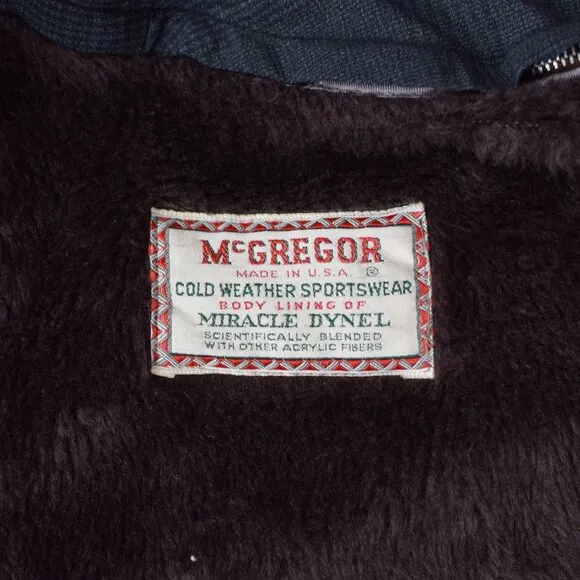 McGREGOR
MADE IN U.S.A. ®
COLD WEATHER SPORTSWEAR
BODY LINING OF
MIRACLE DYNEL
SCIENTIFICALLY BLENDED
WITH OTHER ACRYLIC FIBERS